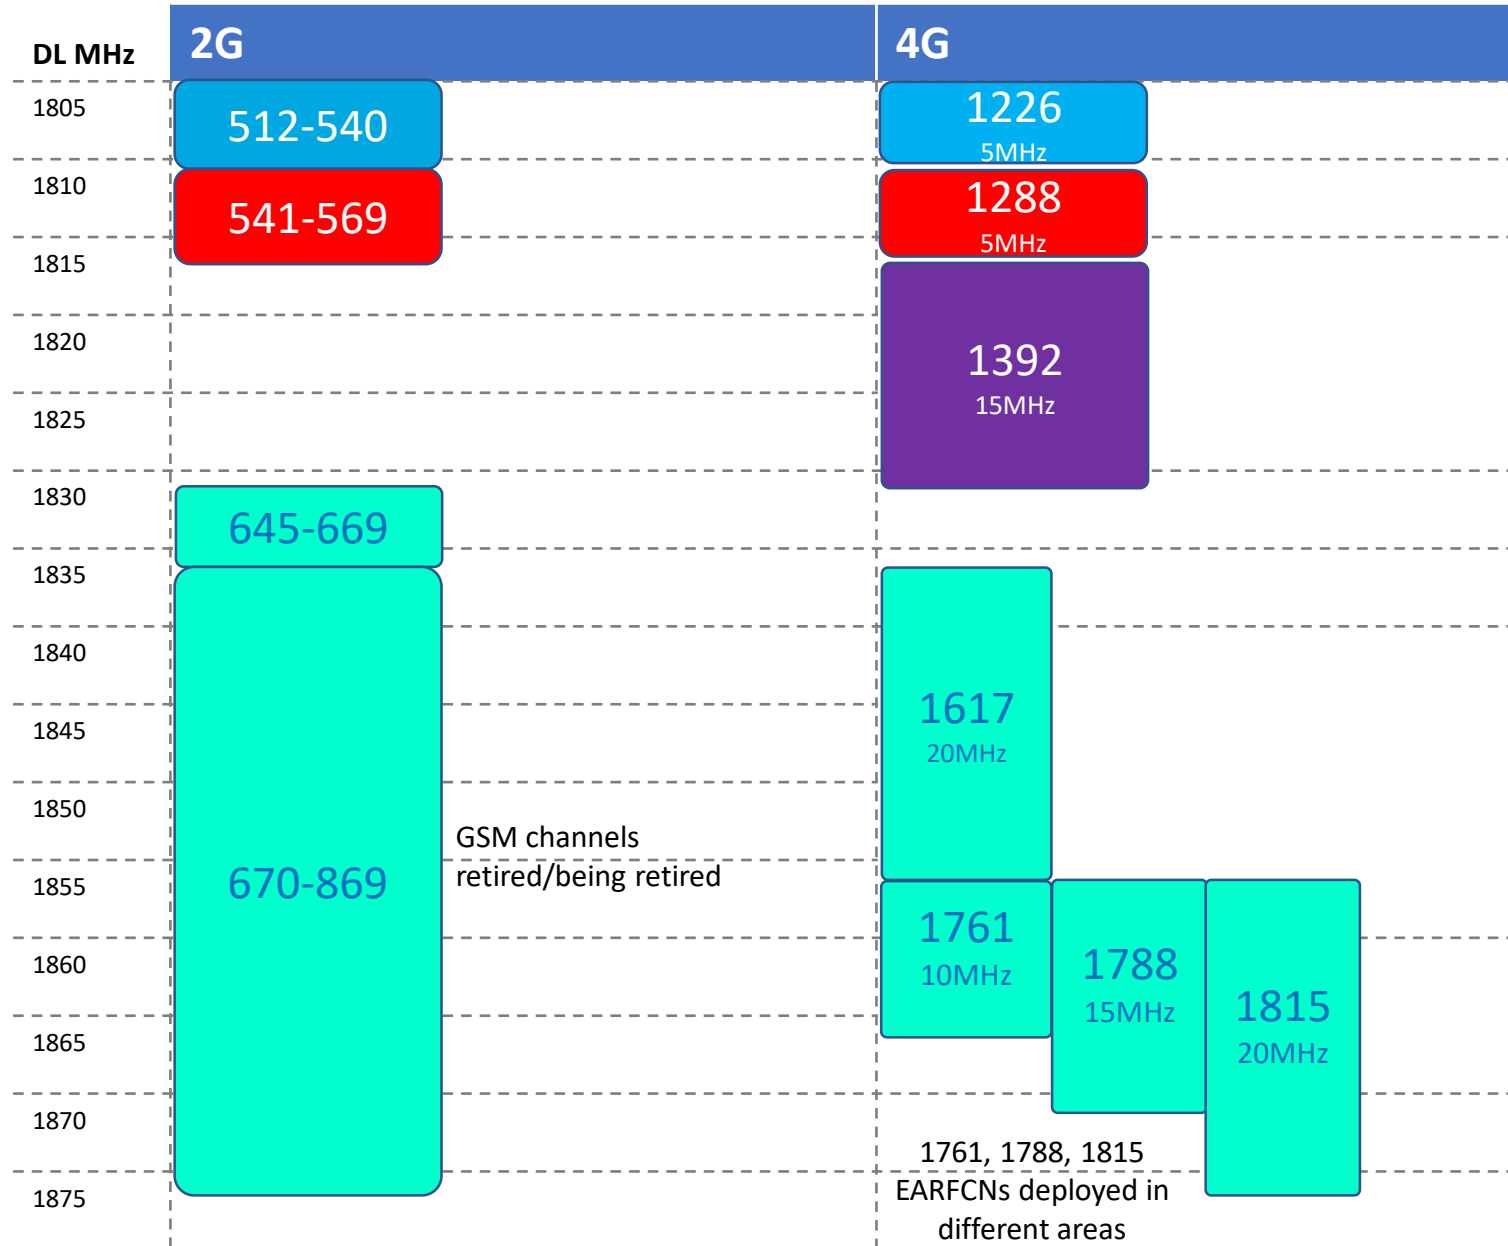 DL MHz
2G
4G
1805
512-540
1226
5MHz
1810
541-569
1288
5MHz
1815
1820
1392
15MHz
1825
1830
645-669
1835
1840
1845
1617
20MHz
1850
GSM channels
retired/being retired
1855
670-869
1761
10MHz
1860
1788
15MHz
1815
20MHz
1865
1870
1761, 1788, 1815
EARFCNs deployed in
different areas
1875